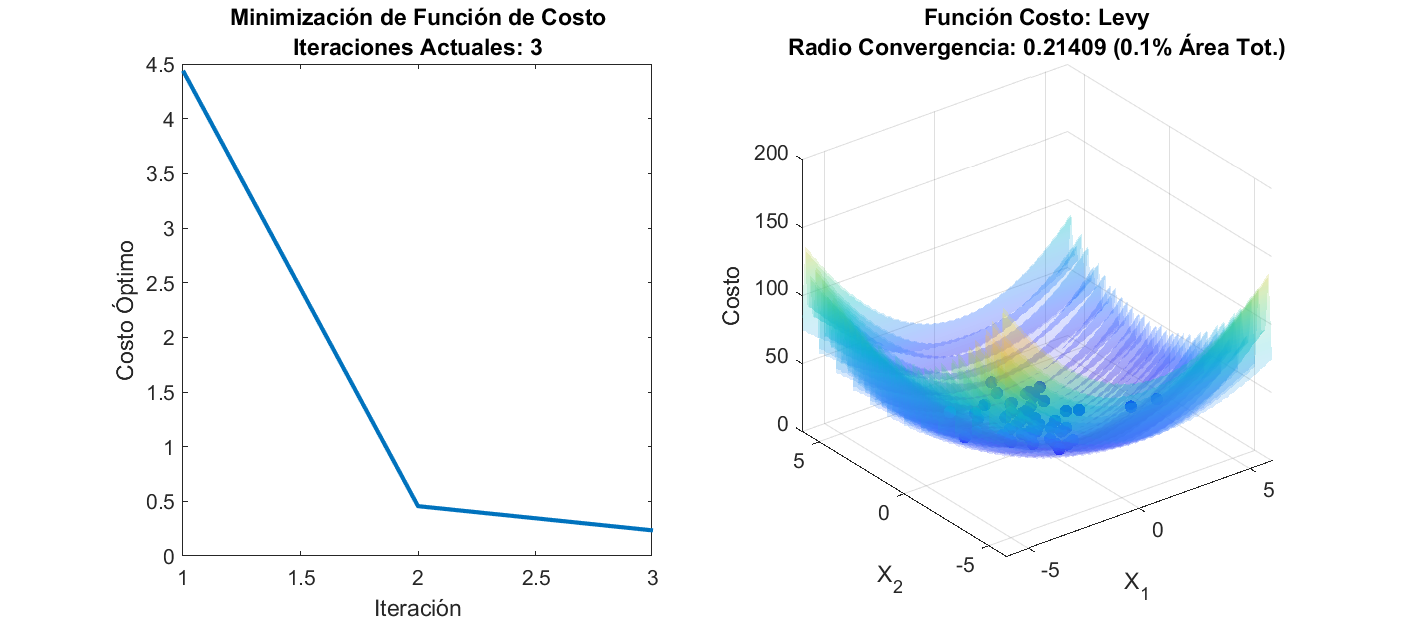 Minimización de Función de Costo
Iteraciones Actuales: 3
4.5
4
3.5
3
2.5
2
1.5
1
0.5
0
Costo Óptimo
1
1.5
2
2.5
3
Iteración
Función Costo: Levy
Radio Convergencia: 0.21409 (0.1% Área Tot.)
200
150
100
50
0
Costo
5
0
-5
X_2
-5
0
5
X_1